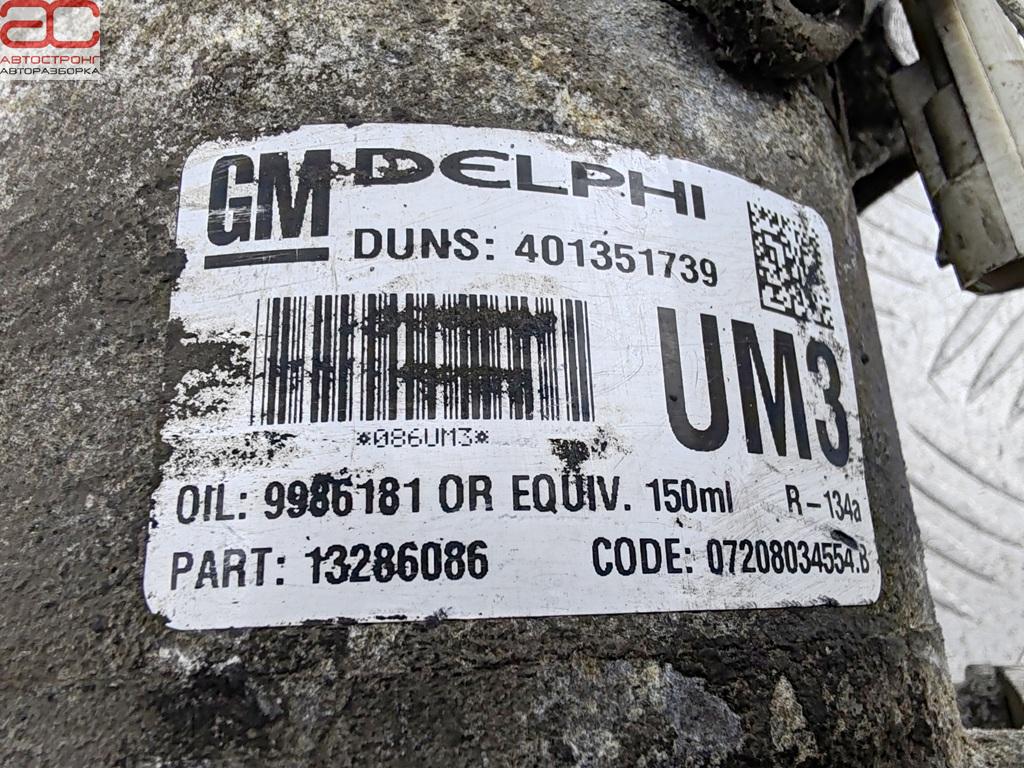 АС
АВТОСТРОНГ
АВТОРАЗБОРКА
GM DELPHI
DUNS: 401351739
UM3
*086UM3*
OIL: 9986181 OR EQUIV. 150ml R-134a
PART: 13286086 CODE: 07208034554.B